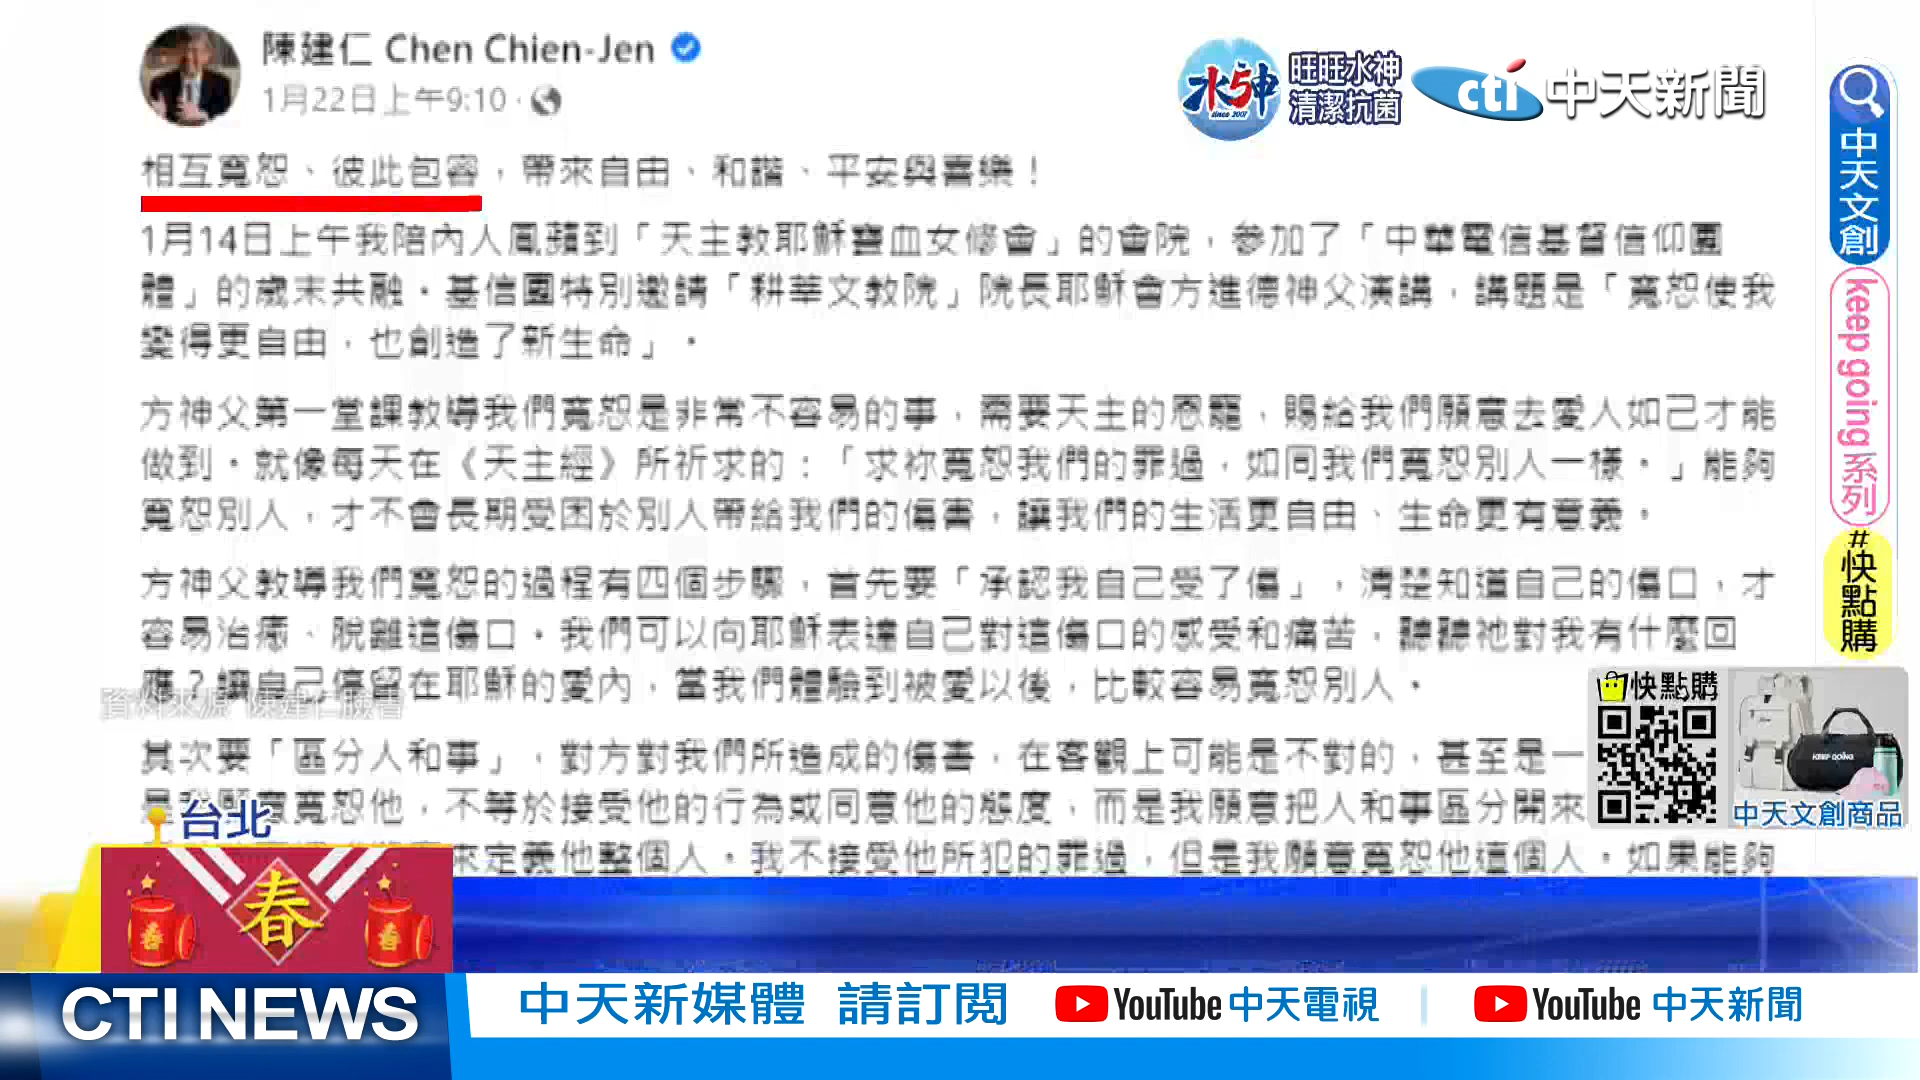 陳建仁 Chen Chien-Jen
1月22日上午9:10
相互寬恕、彼此包容，帶來自由、和諧、平安與喜樂！
1月14日上午我陪內人鳳蘋到「天主教耶穌寶血女修會」的會院，參加了「中華電信基督信仰團
體」的歲末共融。基信團特別邀請「耕莘文教院」院長耶穌會方進德神父演講，講題是「寬恕使我
變得更自由，也創造了新生命」。
方神父第一堂課教導我們寬恕是非常不容易的事，需要天主的恩寵，賜給我們願意去愛人如己才能
做到。就像每天在《天主經》所祈求的：「求祢寬恕我們的罪過，如同我們寬恕別人一樣。」能夠
寬恕別人，才不會長期受困於別人帶給我們的傷害，讓我們的生活更自由、生命更有意義。
方神父教導我們寬恕的過程有四個步驟，首先要「承認我自己受了傷」，清楚知道自己的傷口，才
容易治癒、脫離這傷口。我們可以向耶穌表達自己對這傷口的感受和痛苦，聽聽祂對我有什麼回
應？讓自己停留在耶穌的愛內，當我們體驗到被愛以後，比較容易寬恕別人。
資料來源 陳建仁臉書
其次要「區分人和事」，對方對我們所造成的傷害，在客觀上可能是不對的，甚至是一
是我願意寬恕他，不等於接受他的行為或同意他的態度，而是我願意把人和事區分開來
來定義他整個人。我不接受他所犯的罪過，但是我願意寬恕他這個人。如果能夠
水神
since 2007
旺旺水神
清潔抗菌
cti 中天新聞
中天文創
keep going 系列
#快點購
快點購
KEEP GOING
中天文創商品
台北
春
春
春
CTI NEWS
中天新媒體 請訂閱
YouTube 中天電視
YouTube 中天新聞